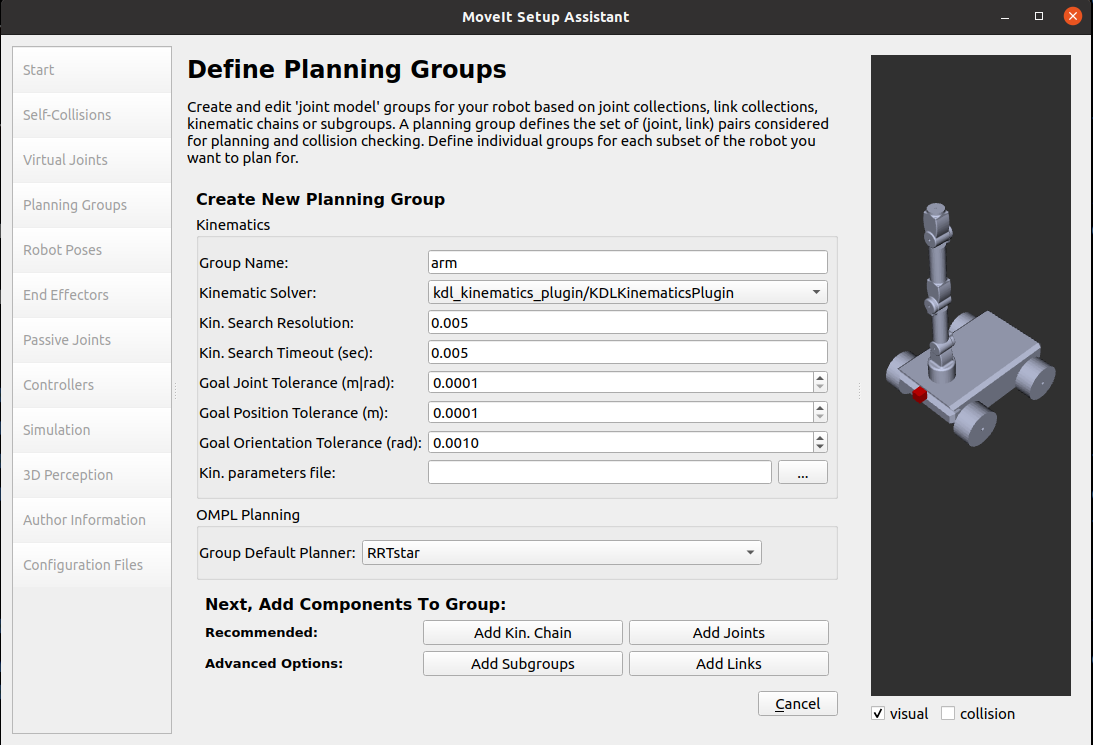 MoveIt Setup Assistant
Start
Self-Collisions
Virtual Joints
Planning Groups
Robot Poses
End Effectors
Passive Joints
Controllers
Simulation
3D Perception
Author Information
Configuration Files
Define Planning Groups
Create and edit 'joint model' groups for your robot based on joint collections, link collections,
kinematic chains or subgroups. A planning group defines the set of (joint, link) pairs considered
for planning and collision checking. Define individual groups for each subset of the robot you
want to plan for.
Create New Planning Group
Kinematics
Group Name: arm
Kinematic Solver: kdl_kinematics_plugin/KDLKinematicsPlugin
Kin. Search Resolution: 0.005
Kin. Search Timeout (sec): 0.005
Goal Joint Tolerance (m|rad): 0.0001
Goal Position Tolerance (m): 0.0001
Goal Orientation Tolerance (rad): 0.0010
Kin. parameters file: ...
OMPL Planning
Group Default Planner: RRTstar
Next, Add Components To Group:
Recommended: Add Kin. Chain Add Joints
Advanced Options: Add Subgroups Add Links
Cancel
visual collision